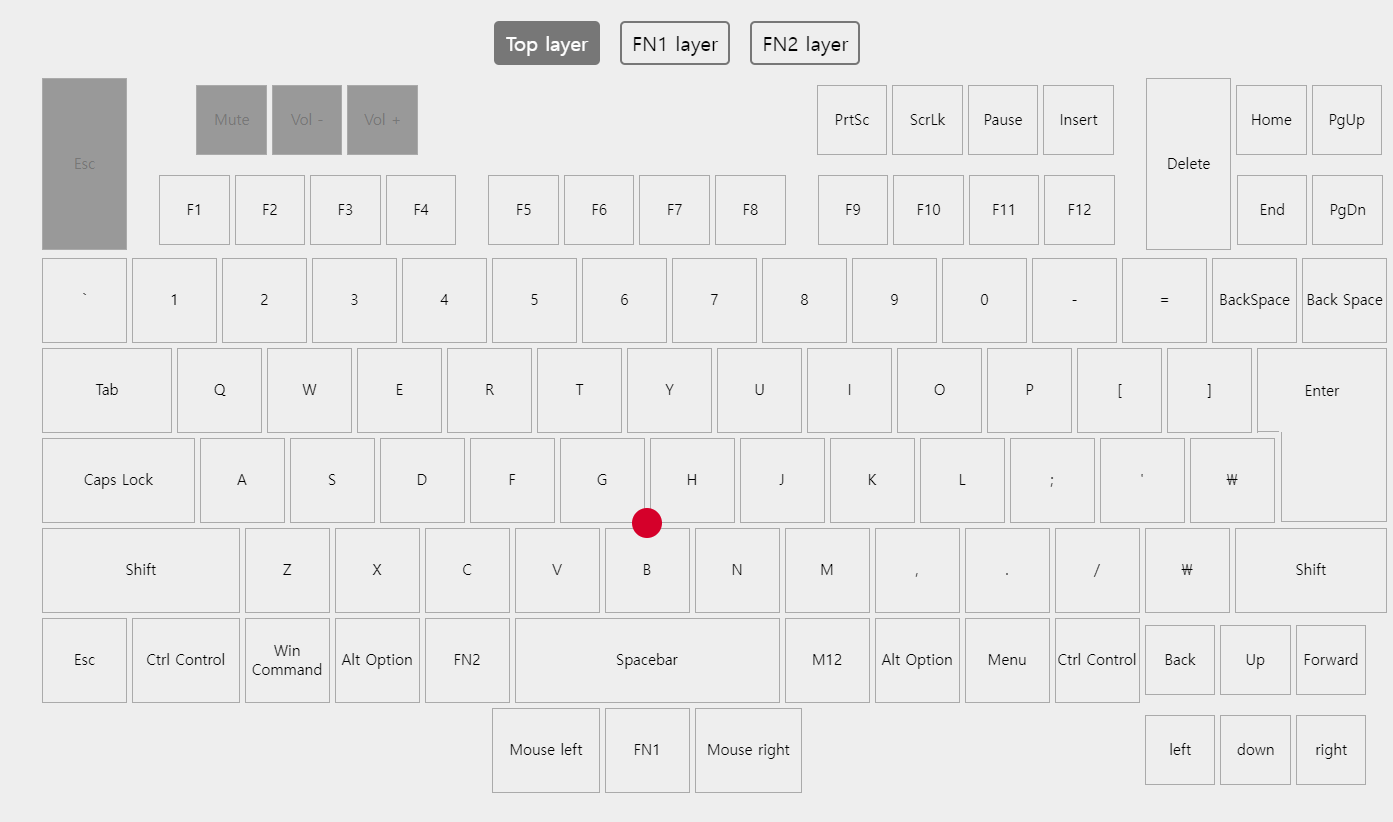 Top layer FN1 layer FN2 layer
Mute Vol - Vol + PrtSc ScrLk Pause Insert Home PgUp
Esc Delete
F1 F2 F3 F4 F5 F6 F7 F8 F9 F10 F11 F12 End PgDn
` 1 2 3 4 5 6 7 8 9 0 - = BackSpace Back Space
Tab Q W E R T Y U I O P [ ] Enter
Caps Lock A S D F G H J K L ; ' ₩
Shift Z X C V B N M , . / ₩ Shift
Esc Ctrl Control Win Command Alt Option FN2 Spacebar M12 Alt Option Menu Ctrl Control Back Up Forward
Mouse left FN1 Mouse right left down right